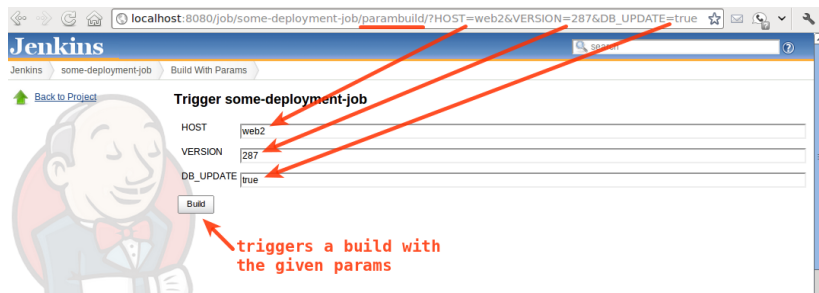 localhost:8080/job/some-deployment-job/parambuild/?HOST=web2&VERSION=287&DB_UPDATE=true
Jenkins
search
Jenkins some-deployment-job Build With Params
Back to Project
Trigger some-deployment-job
HOST web2
VERSION 287
DB_UPDATE true
Build
triggers a build with
the given params